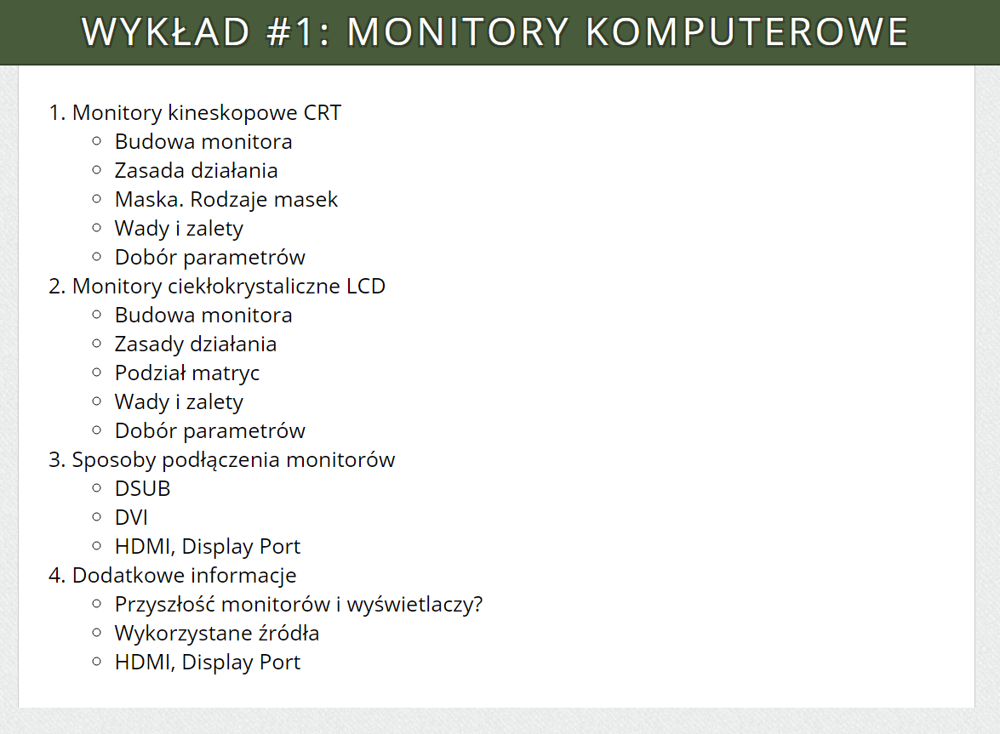 WYKŁAD #1: MONITORY KOMPUTEROWE
1. Monitory kineskopowe CRT
Budowa monitora
Zasada działania
Maska. Rodzaje masek
Wady i zalety
Dobór parametrów
2. Monitory ciekłokrystaliczne LCD
Budowa monitora
Zasady działania
Podział matryc
Wady i zalety
Dobór parametrów
3. Sposoby podłączenia monitorów
DSUB
DVI
HDMI, Display Port
4. Dodatkowe informacje
Przyszłość monitorów i wyświetlaczy?
Wykorzystane źródła
HDMI, Display Port